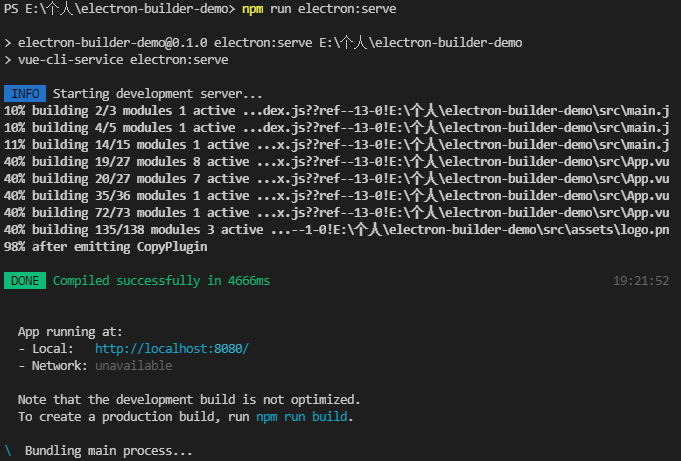 PS E:\个人\electron-builder-demo> npm run electron:serve
> electron-builder-demo@0.1.0 electron:serve E:\个人\electron-builder-demo
> vue-cli-service electron:serve
INFO Starting development server...
10% building 2/3 modules 1 active ...dex.js??ref--13-0!E:\个人\electron-builder-demo\src\main.j
10% building 4/5 modules 1 active ...dex.js??ref--13-0!E:\个人\electron-builder-demo\src\main.j
11% building 14/15 modules 1 active ...x.js??ref--13-0!E:\个人\electron-builder-demo\src\main.j
40% building 19/27 modules 8 active ...x.js??ref--13-0!E:\个人\electron-builder-demo\src\App.vu
40% building 20/27 modules 7 active ...x.js??ref--13-0!E:\个人\electron-builder-demo\src\App.vu
40% building 35/36 modules 1 active ...x.js??ref--13-0!E:\个人\electron-builder-demo\src\App.vu
40% building 72/73 modules 1 active ...x.js??ref--13-0!E:\个人\electron-builder-demo\src\App.vu
40% building 135/138 modules 3 active ...--1-0!E:\个人\electron-builder-demo\src\assets\logo.pn
98% after emitting CopyPlugin
DONE Compiled successfully in 4666ms 19:21:52
App running at:
- Local: http://localhost:8080/
- Network: unavailable
Note that the development build is not optimized.
To create a production build, run npm run build.
\ Bundling main process...